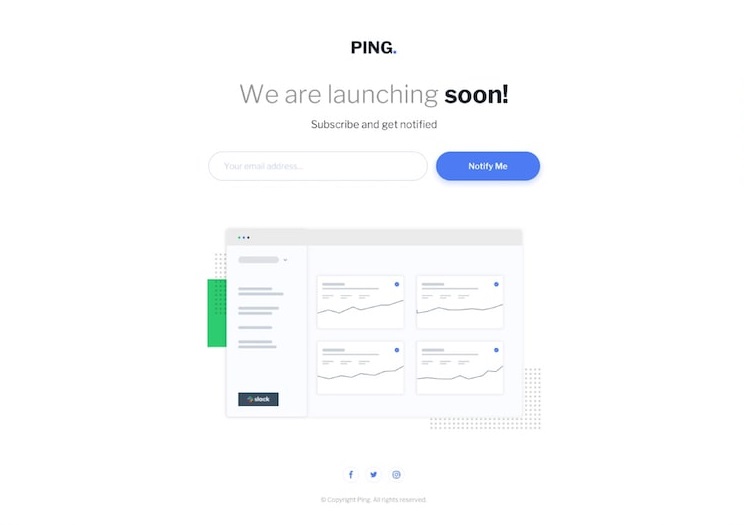 PING.
We are launching soon!
Subscribe and get notified
Your email address...
Notify Me
slack
© Copyright Ping. All rights reserved.